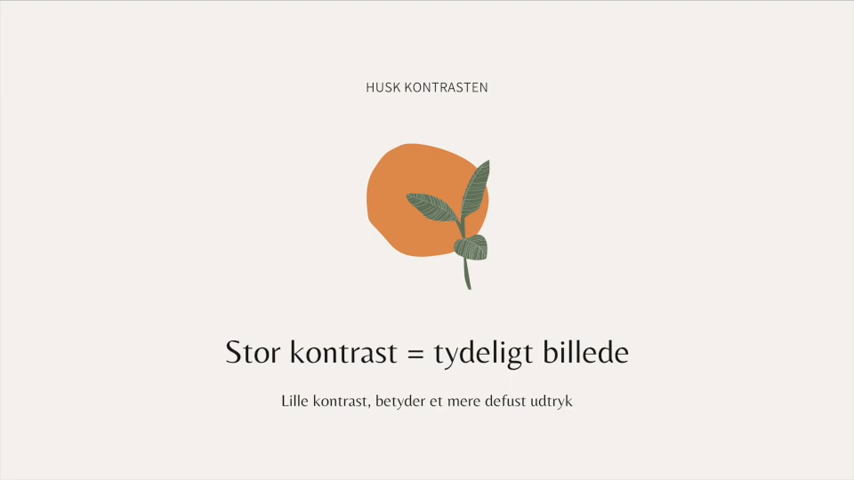 HUSK KONTRASTEN
Stor kontrast = tydeligt billede
Lille kontrast, betyder et mere defust udtryk